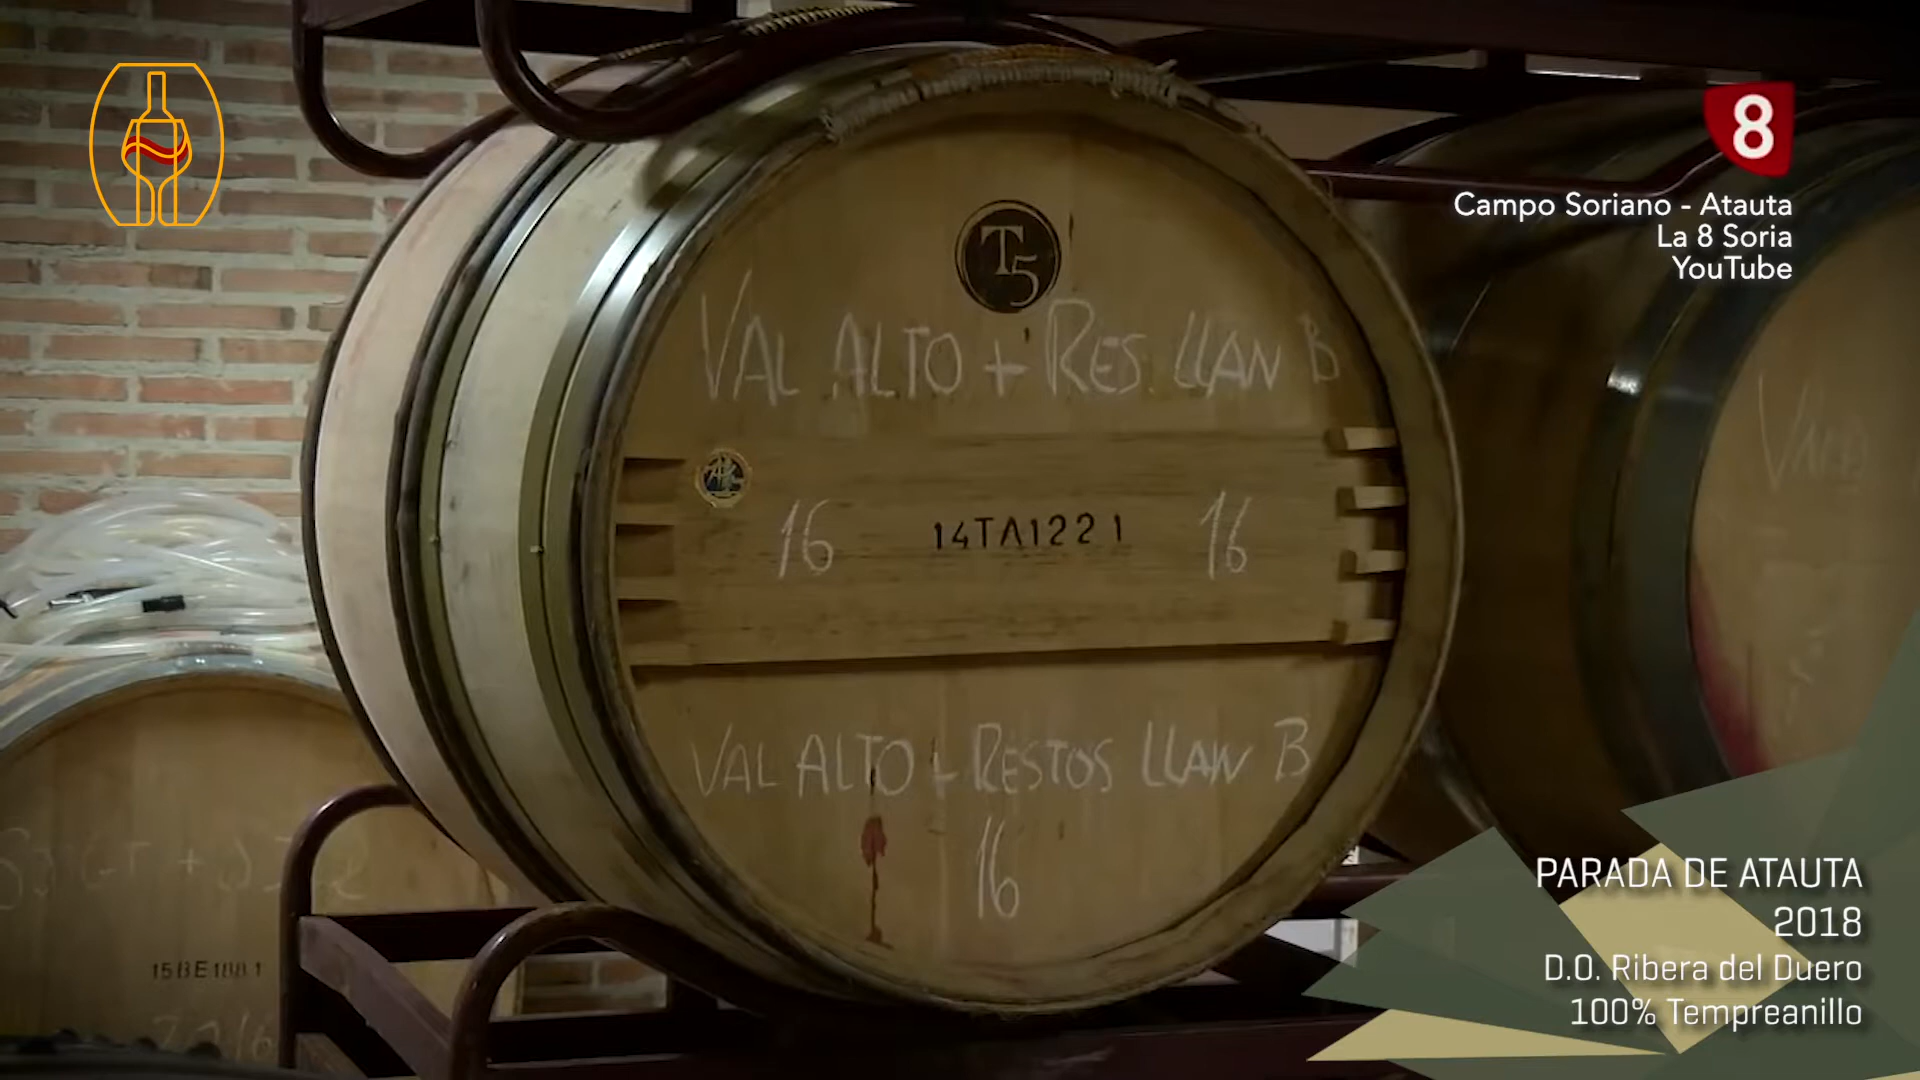 8
Campo Soriano - Atauta
La 8 Soria
YouTube
T5
VAL ALTO + RES. LLAN B
16 14TA1221 16
VAL ALTO + RESTOS LLAN B
16
15BE1881
PARADA DE ATAUTA
2018
D.O. Ribera del Duero
100% Tempreanillo